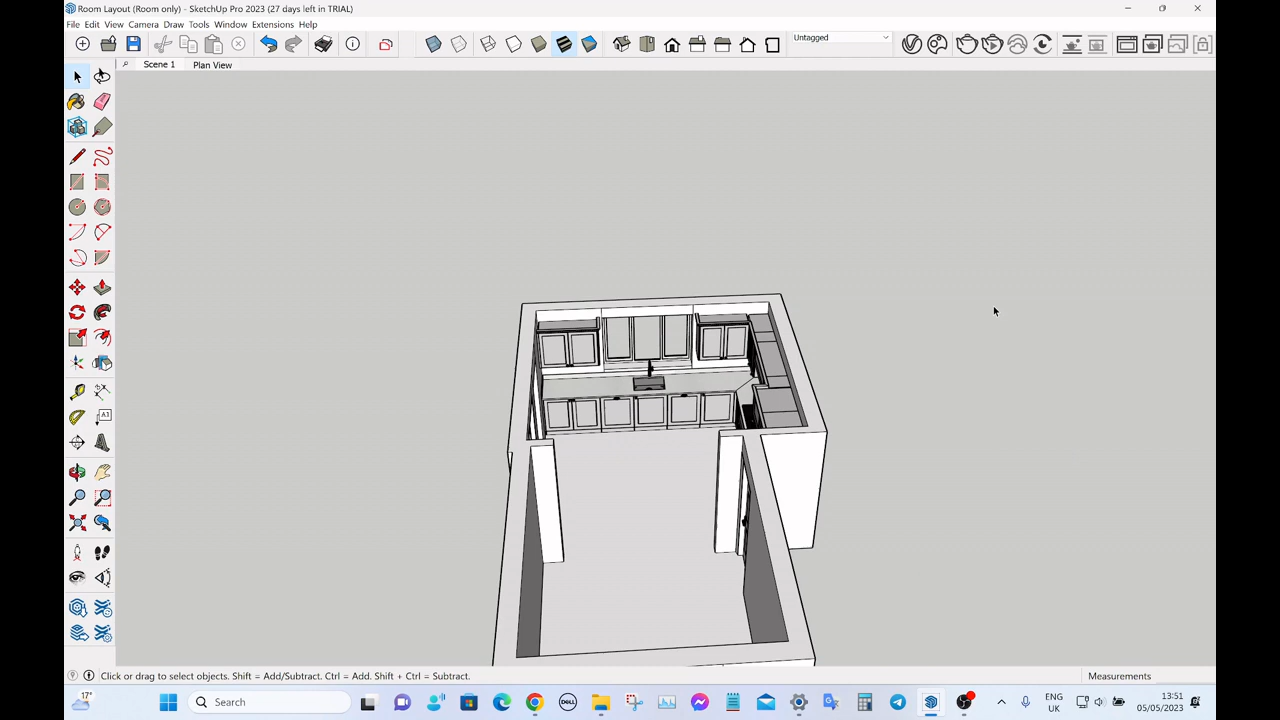 Room Layout (Room only) - SketchUp Pro 2023 (27 days left in TRIAL)
File Edit View Camera Draw Tools Window Extensions Help
Untagged
Scene 1 Plan View
A1
Click or drag to select objects. Shift = Add/Subtract. Ctrl = Add. Shift + Ctrl = Subtract. Measurements
17°
Search
DELL
ENG
UK
13:51
05/05/2023